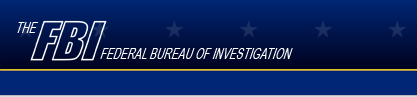 THE FBI FEDERAL BUREAU OF INVESTIGATION